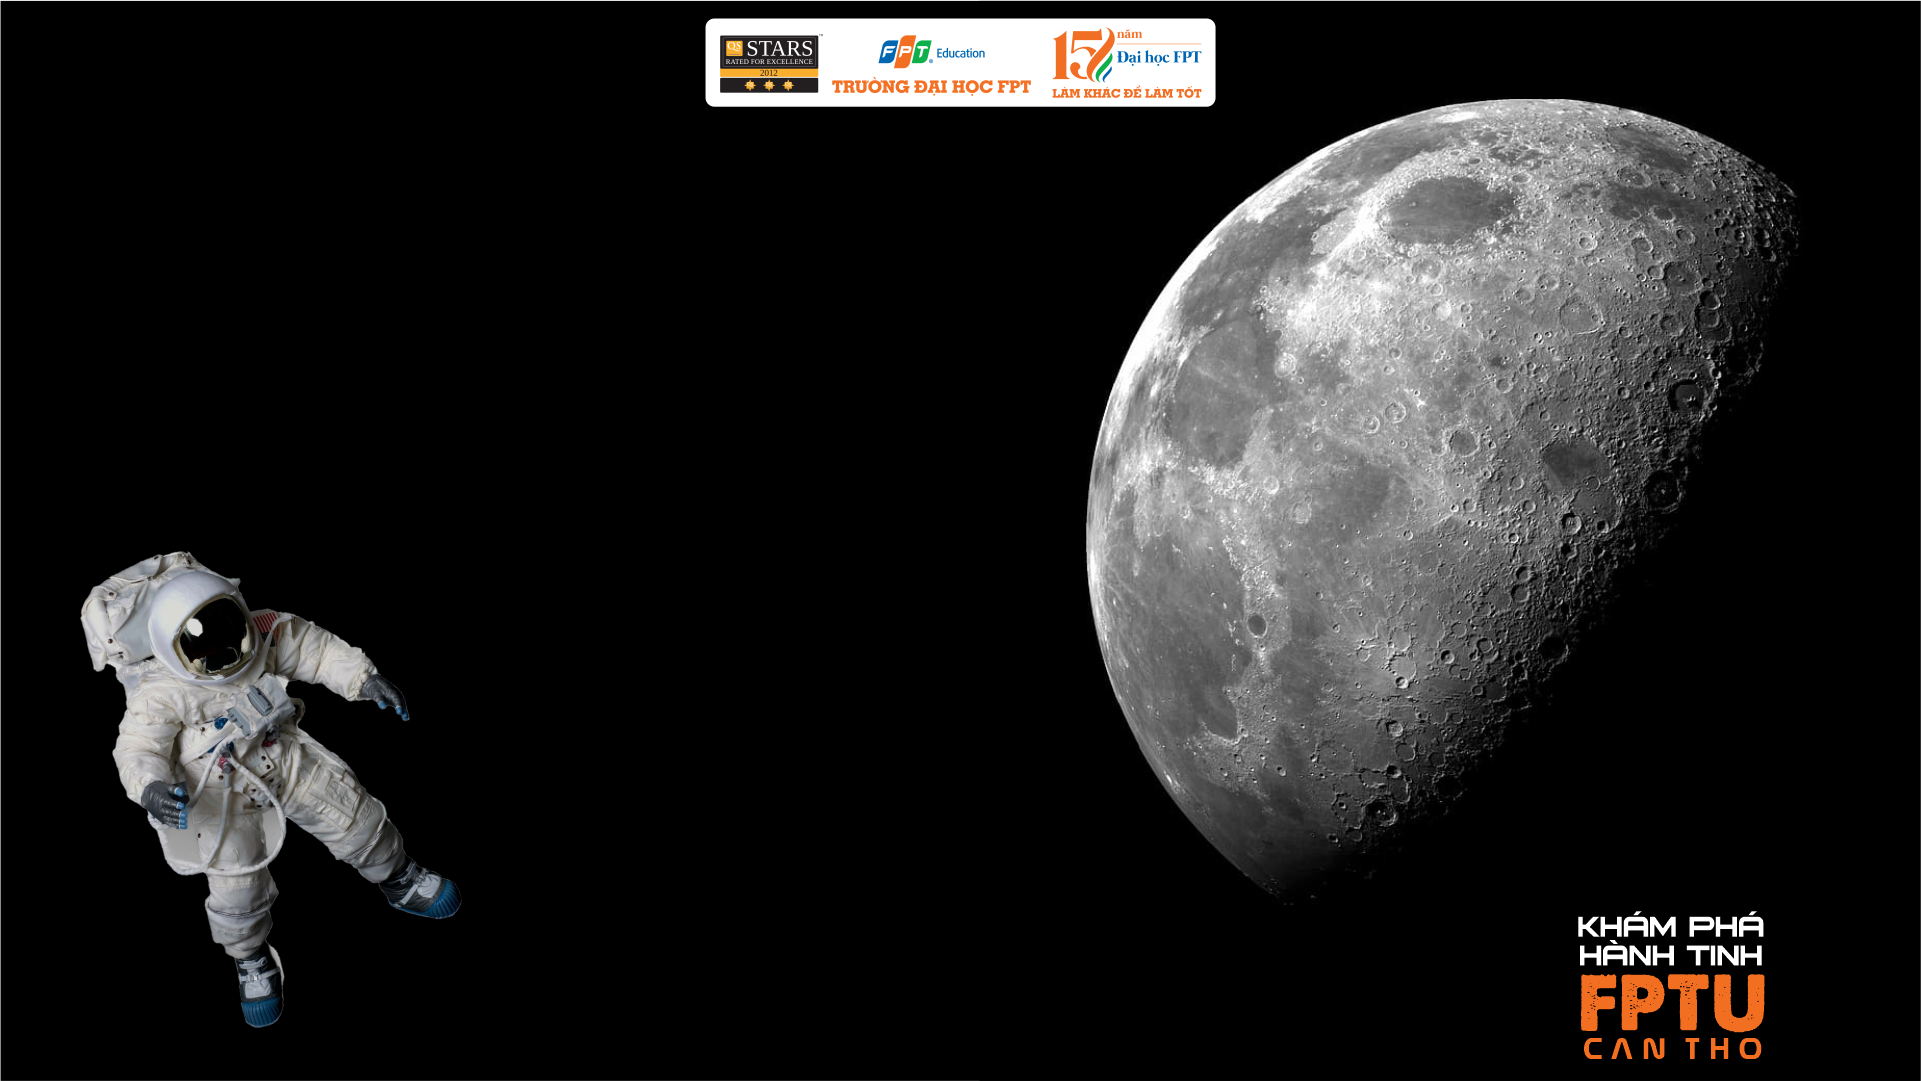 QS STARS™
RATED FOR EXCELLENCE
2012
FPT® Education
TRƯỜNG ĐẠI HỌC FPT
15 năm
Đại học FPT
LÀM KHÁC ĐỂ LÀM TỐT
KHÁM PHÁ
HÀNH TINH
FPTU
CAN THO